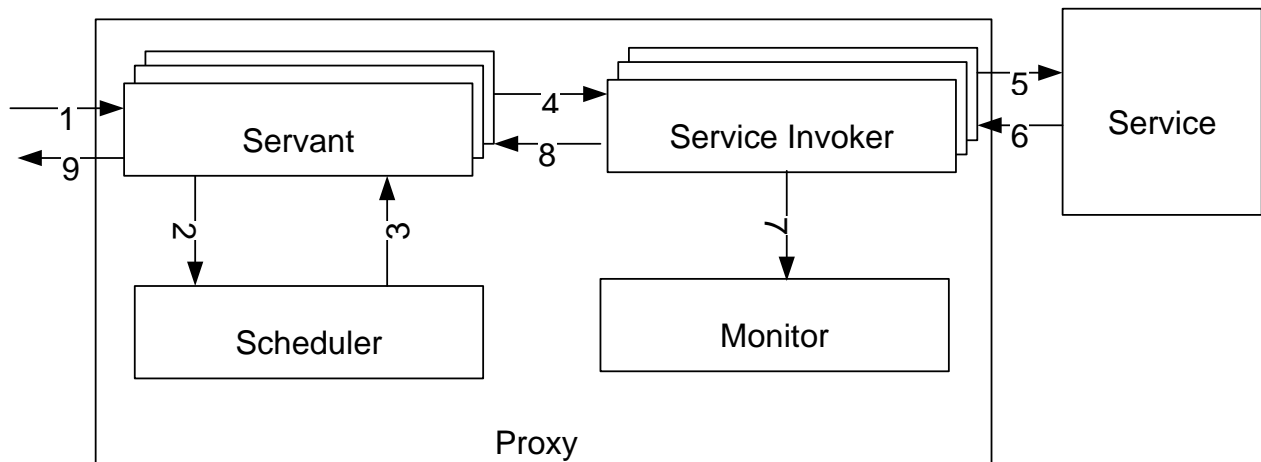 5
1
4
Servant
Service Invoker
Service
9
8
6
2
3
7
Scheduler
Monitor
Proxy